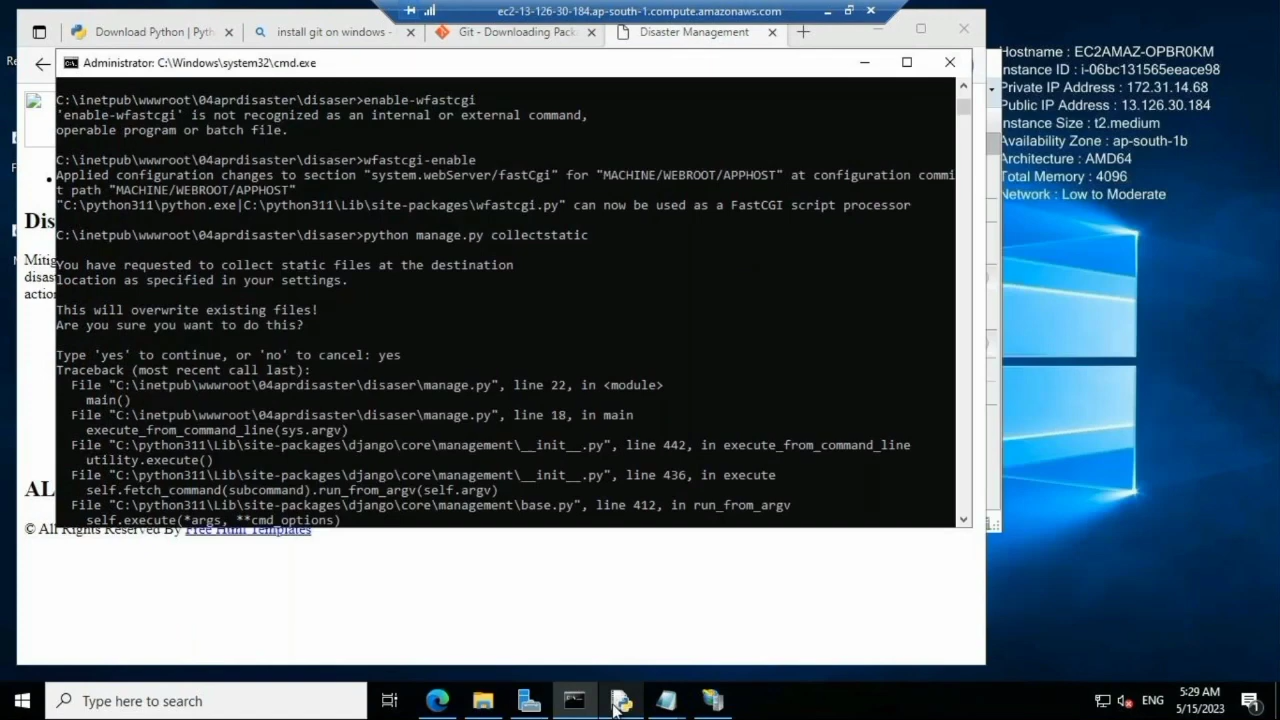 ec2-13-126-30-184.ap-south-1.compute.amazonaws.com
Download Python | Pyth
install git on windows -
Git - Downloading Pack
Disaster Management
Administrator: C:\Windows\system32\cmd.exe
C:\inetpub\wwwroot\04aprdisaster\disaser>enable-wfastcgi
'enable-wfastcgi' is not recognized as an internal or external command,
operable program or batch file.
C:\inetpub\wwwroot\04aprdisaster\disaser>wfastcgi-enable
Applied configuration changes to section "system.webServer/fastCgi" for "MACHINE/WEBROOT/APPHOST" at configuration commi
t path "MACHINE/WEBROOT/APPHOST"
"C:\python311\python.exe|C:\python311\Lib\site-packages\wfastcgi.py" can now be used as a FastCGI script processor
C:\inetpub\wwwroot\04aprdisaster\disaser>python manage.py collectstatic
You have requested to collect static files at the destination
location as specified in your settings.
This will overwrite existing files!
Are you sure you want to do this?
Type 'yes' to continue, or 'no' to cancel: yes
Traceback (most recent call last):
File "C:\inetpub\wwwroot\04aprdisaster\disaser\manage.py", line 22, in <module>
main()
File "C:\inetpub\wwwroot\04aprdisaster\disaser\manage.py", line 18, in main
execute_from_command_line(sys.argv)
File "C:\python311\Lib\site-packages\django\core\management\__init__.py", line 442, in execute_from_command_line
utility.execute()
File "C:\python311\Lib\site-packages\django\core\management\__init__.py", line 436, in execute
self.fetch_command(subcommand).run_from_argv(self.argv)
File "C:\python311\Lib\site-packages\django\core\management\base.py", line 412, in run_from_argv
self.execute(*args, **cmd_options)
Dis
Mitig
disas
actio
AL
© All Rights Reserved By Free Html Templates
Hostname : EC2AMAZ-OPBR0KM
nstance ID : i-06bc131565eeace98
Private IP Address : 172.31.14.68
Public IP Address : 13.126.30.184
nstance Size : t2.medium
Availability Zone : ap-south-1b
Architecture : AMD64
Total Memory : 4096
Network : Low to Moderate
Type here to search
ENG
5:29 AM
5/15/2023
1